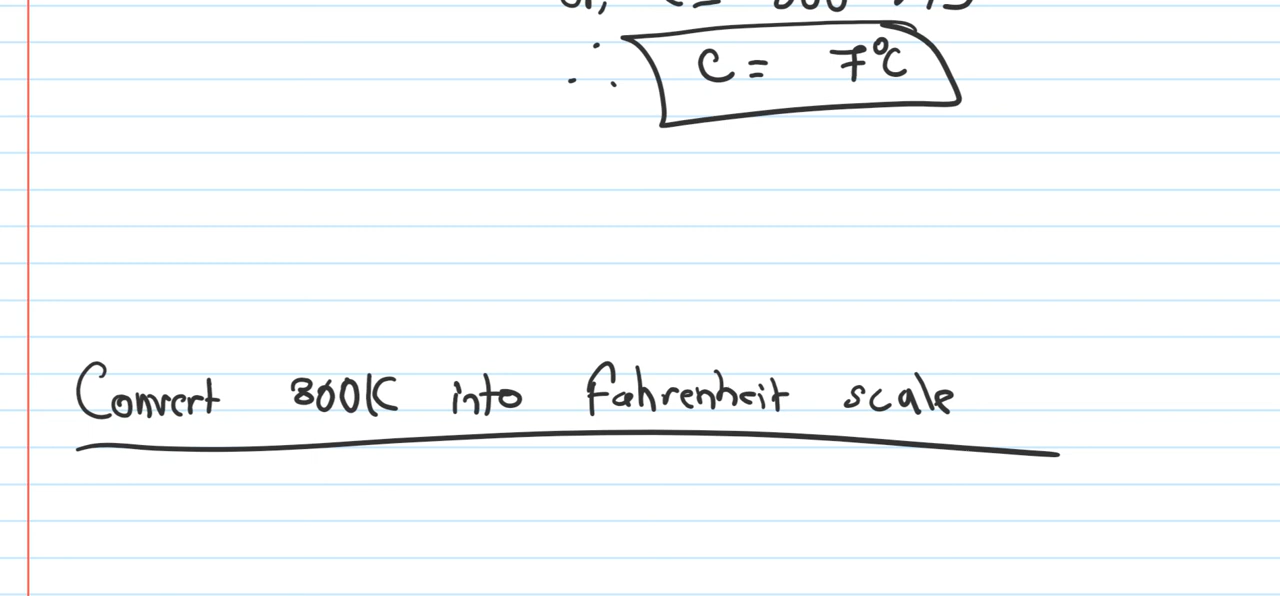 ∴ C = 7°C
Convert 300K into Fahrenheit scale